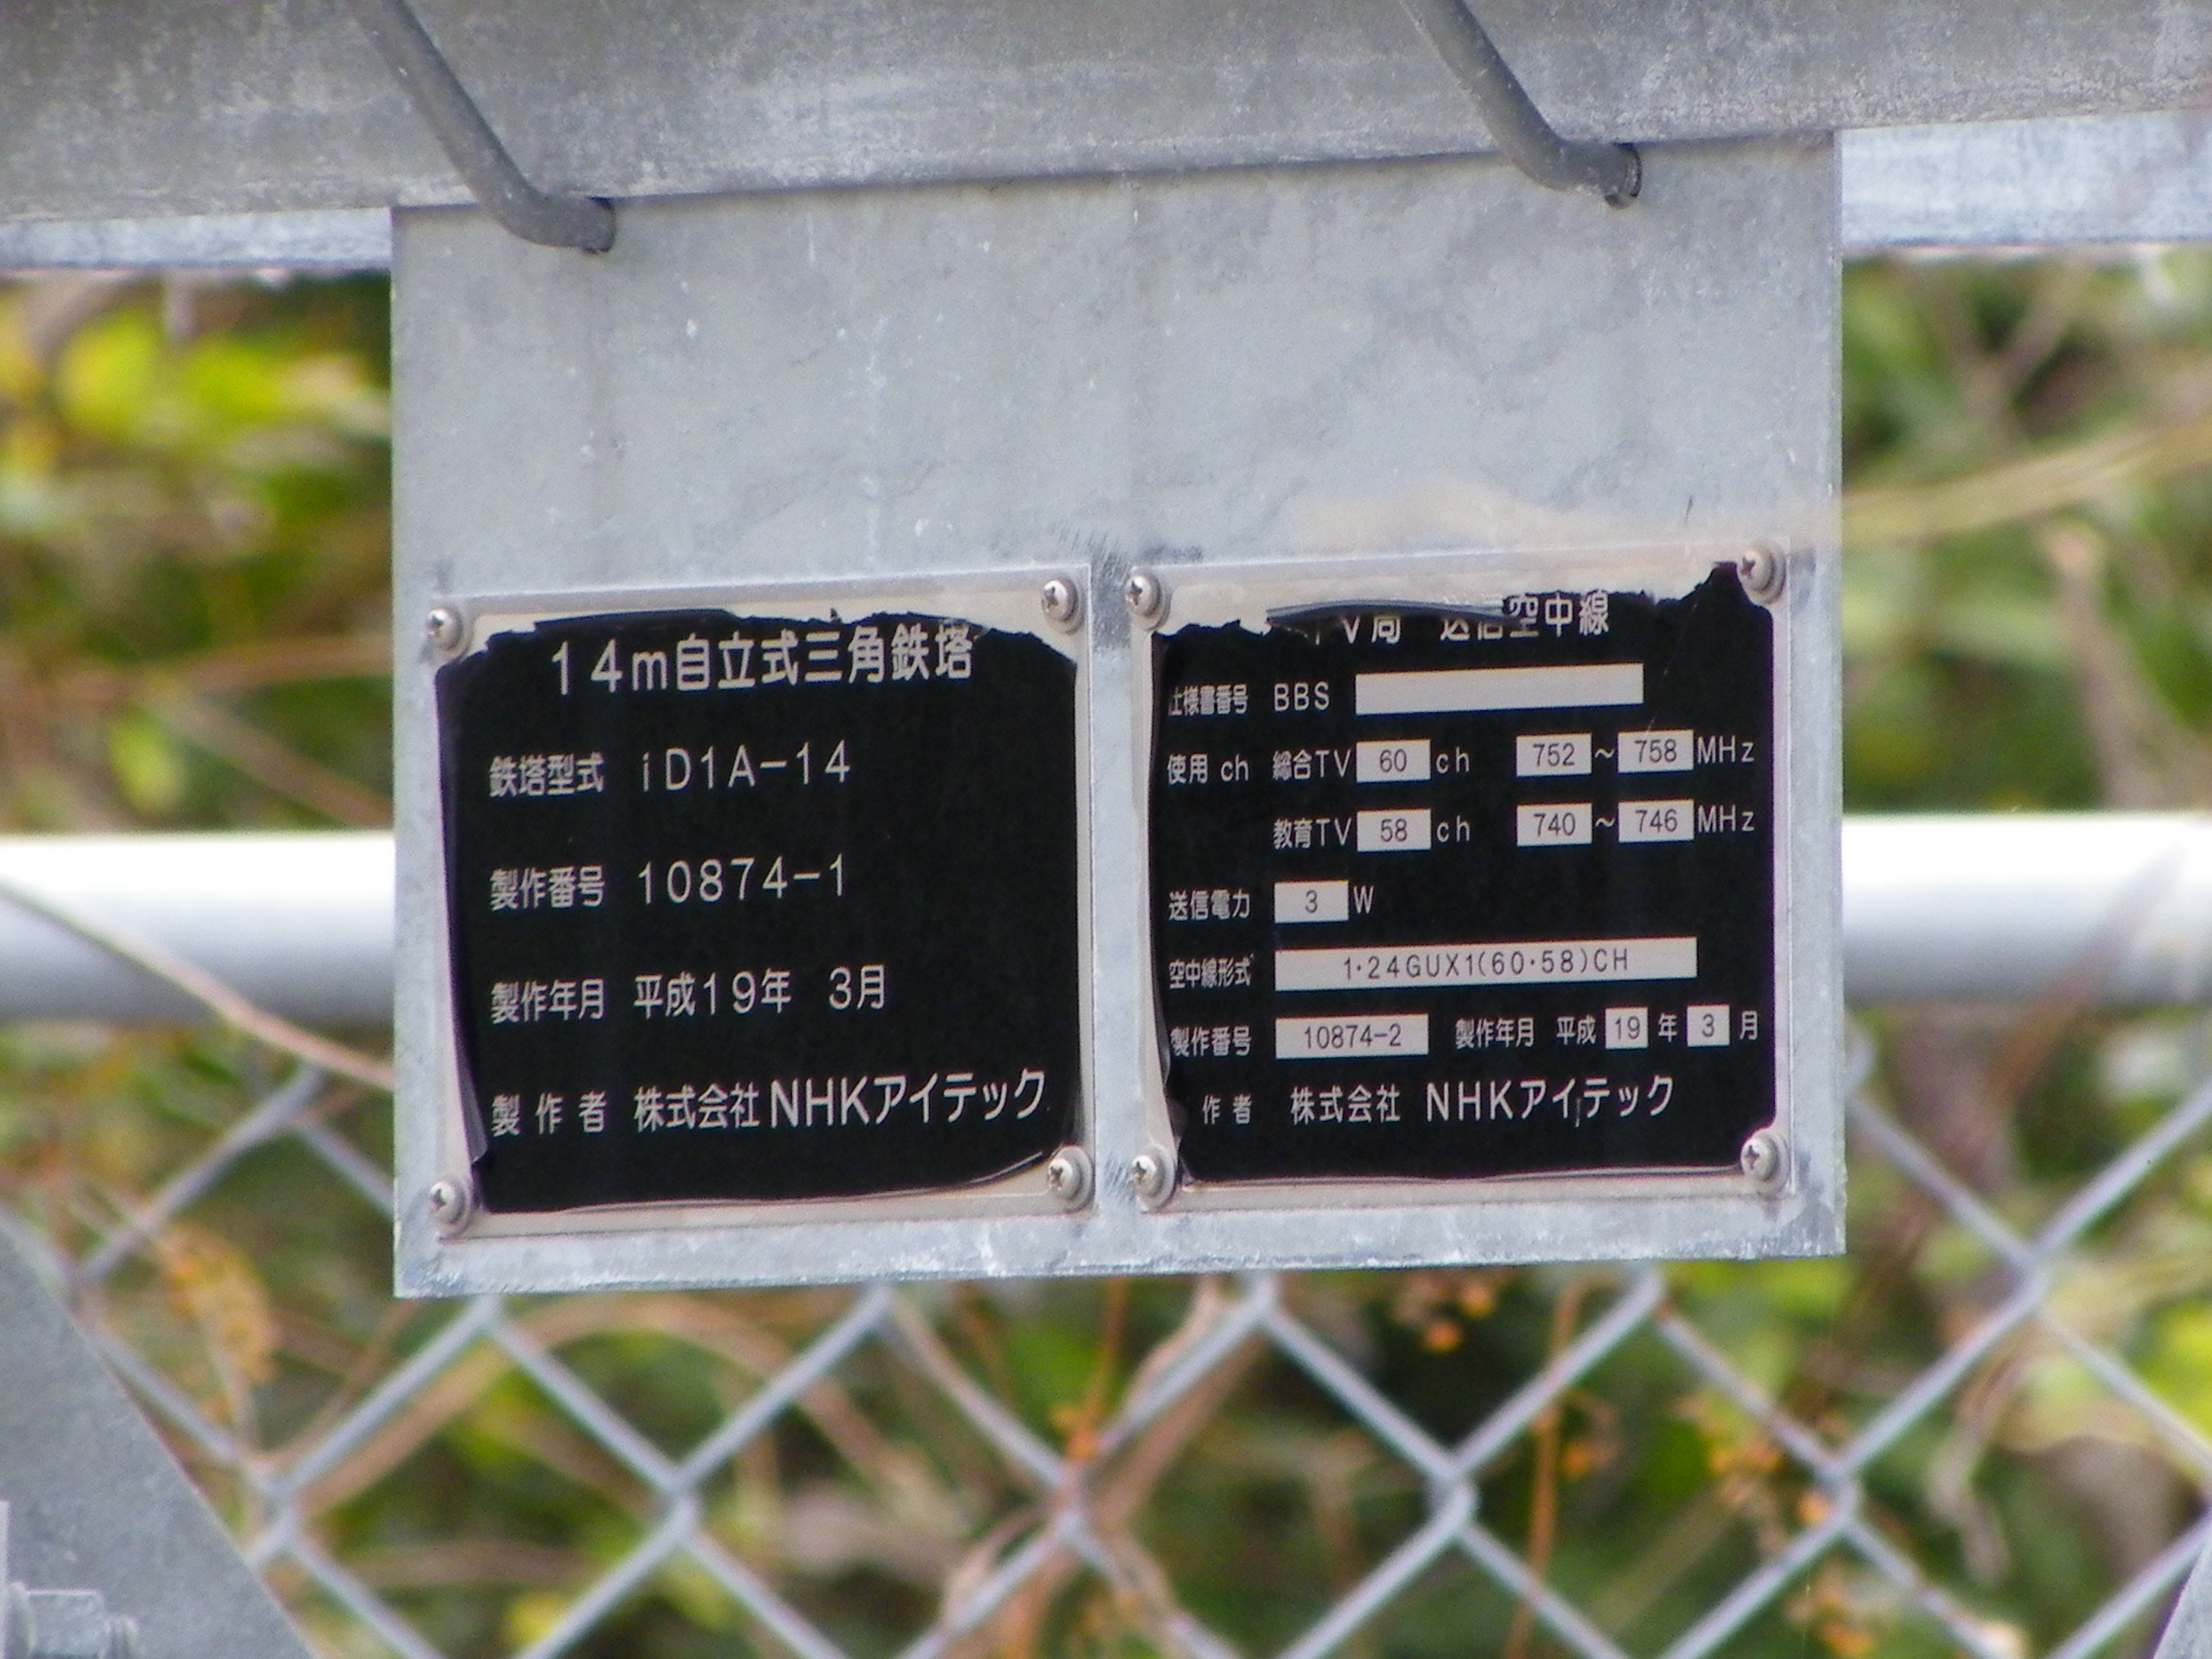 14m自立式三角鉄塔
鉄塔型式 iD1A-14
製作番号 10874-1
製作年月 平成19年 3月
製作者 株式会社NHKアイテック
TV局 送信空中線
仕様書番号 BBS
使用ch 総合TV 60 ch 752～758 MHz
教育TV 58 ch 740～746 MHz
送信電力 3 W
空中線形式 1・24GUX1(60・58)CH
製作番号 10874-2 製作年月 平成 19 年 3 月
作者 株式会社 NHKアイテック